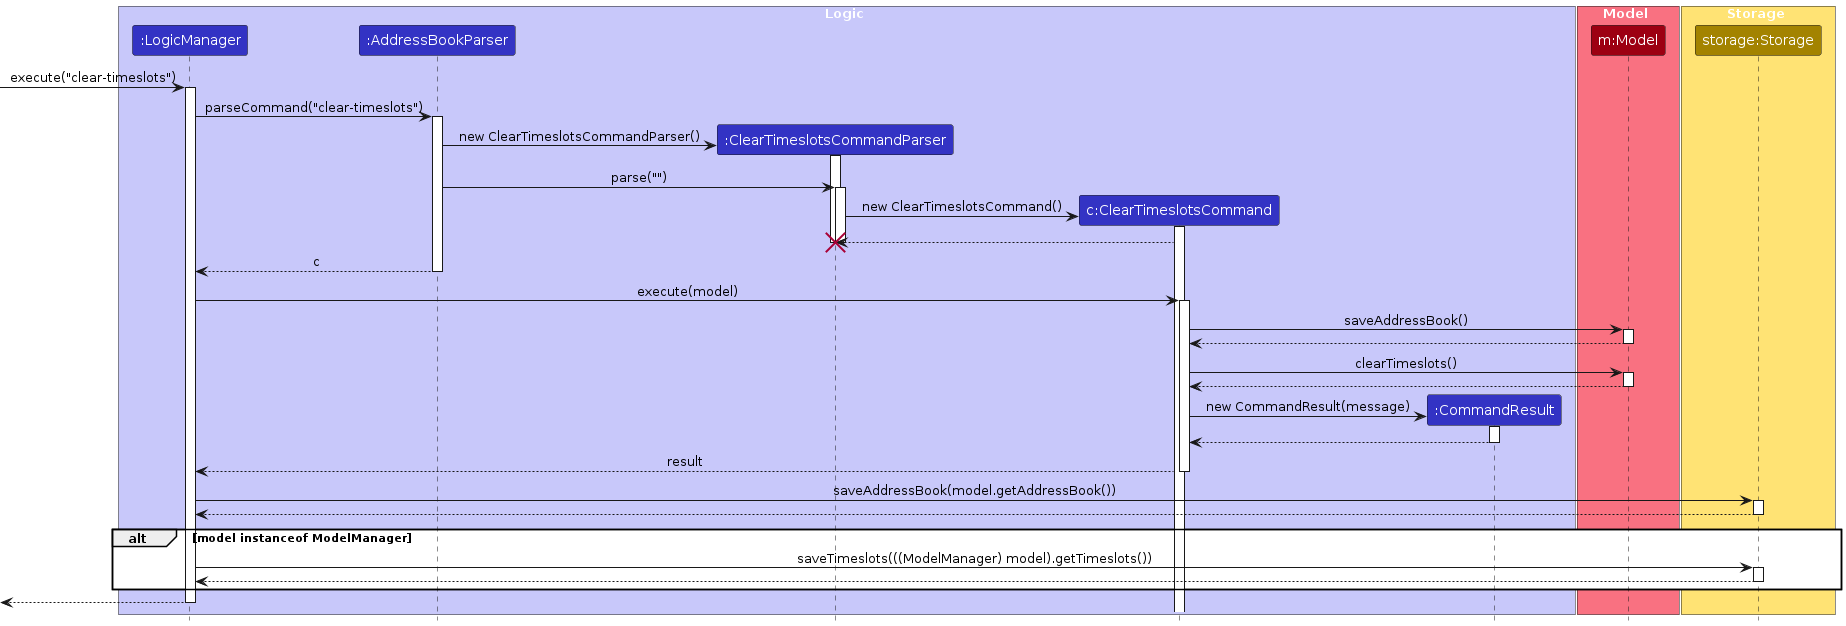 Logic
Model
Storage
:LogicManager
:AddressBookParser
m:Model
storage:Storage
execute("clear-timeslots")
parseCommand("clear-timeslots")
new ClearTimeslotsCommandParser()
:ClearTimeslotsCommandParser
parse("")
new ClearTimeslotsCommand()
c:ClearTimeslotsCommand
c
execute(model)
saveAddressBook()
clearTimeslots()
new CommandResult(message)
:CommandResult
result
saveAddressBook(model.getAddressBook())
alt
[model instanceof ModelManager]
saveTimeslots(((ModelManager) model).getTimeslots())